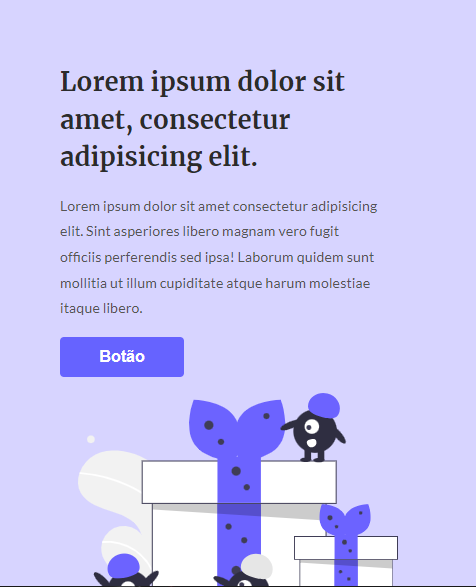 Lorem ipsum dolor sit
amet, consectetur
adipisicing elit.
Lorem ipsum dolor sit amet consectetur adipisicing
elit. Sint asperiores libero magnam vero fugit
officiis perferendis sed ipsa! Laborum quidem sunt
mollitia ut illum cupiditate atque harum molestiae
itaque libero.
Botão